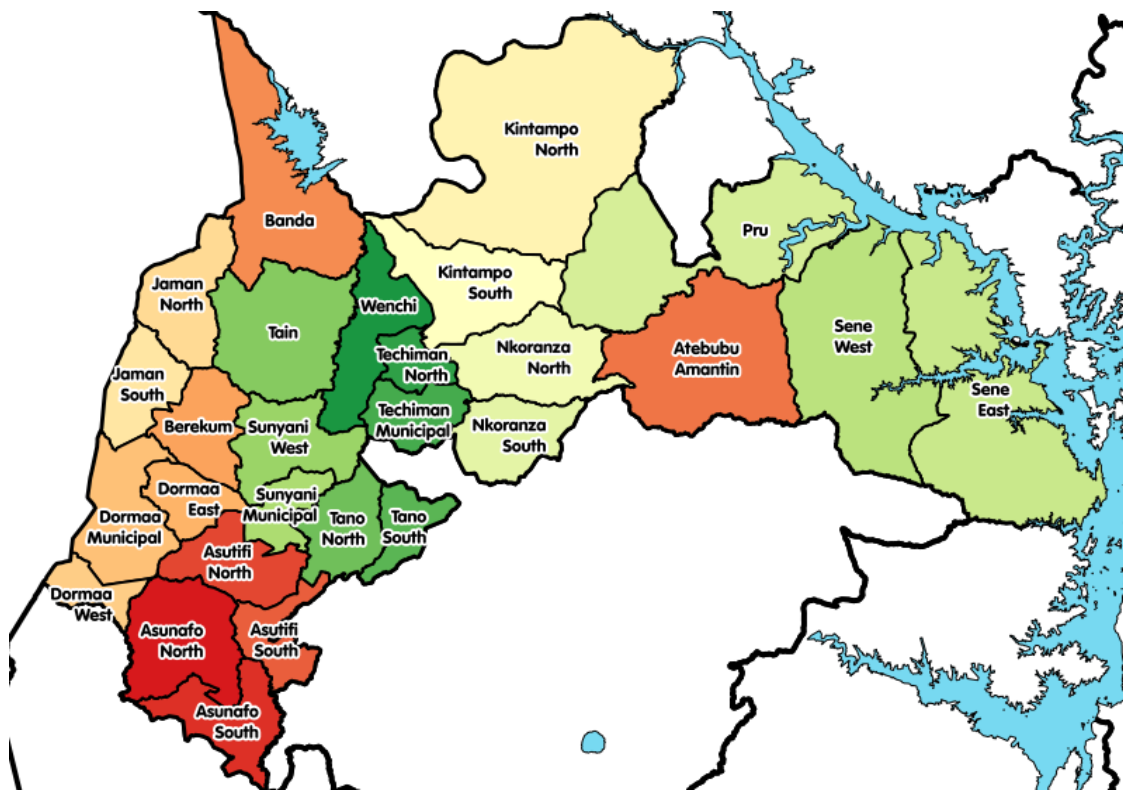 Kintampo
North
Banda
Pru
Jaman
North
Kintampo
South
Wenchi
Tain
Sene
West
Techiman
North
Nkoranza
North
Atebubu
Amantin
Jaman
South
Sene
East
Berekum
Sunyani
West
Techiman
Municipal
Nkoranza
South
Dormaa
East
Sunyani
Municipal
Dormaa
Municipal
Tano
North
Tano
South
Asutifi
North
Dormaa
West
Asunafo
North
Asutifi
South
Asunafo
South